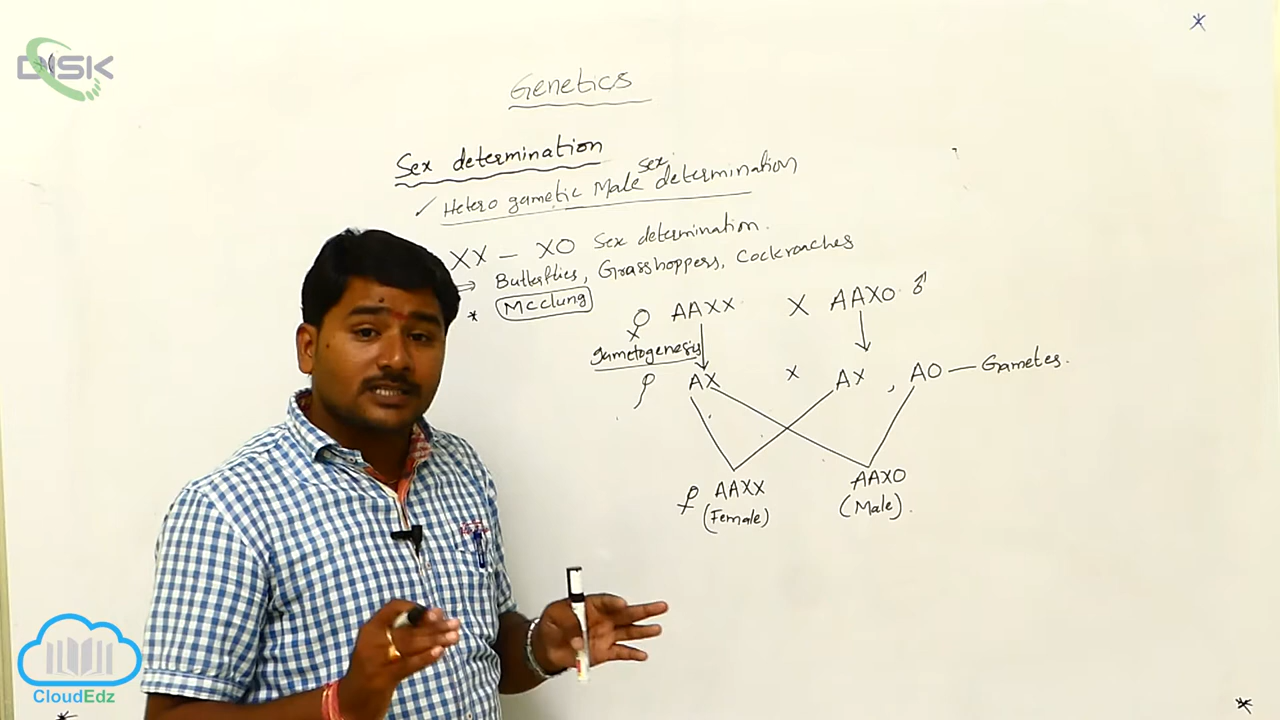 DISK
Genetics
Sex determination
✓ Hetero gametic Male sex determination
XX – XO Sex determination.
⇒ Butterflies, Grasshoppers, Cockroaches
* McClung
♀ AAXX X AAXO ♂
gametogenesis
AX × AX , AO — Gametes.
♀ AAXX AAXO
(Female) (Male).
CloudEdz